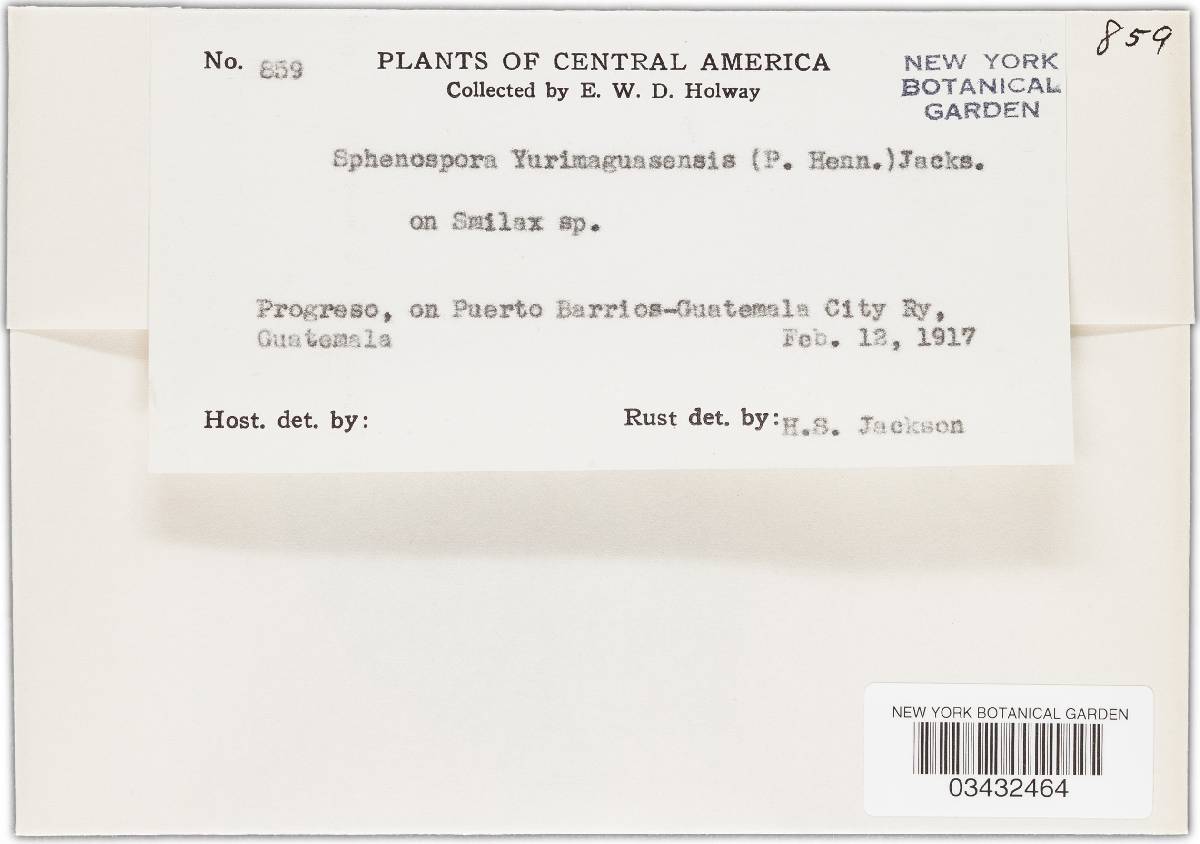 859
No. 859 PLANTS OF CENTRAL AMERICA
Collected by E. W. D. Holway
NEW YORK
BOTANICAL
GARDEN
Sphenospora Yurimaguasensis (P. Henn.)Jacks.
on Smilax sp.
Progreso, on Puerto Barrios-Guatemala City Ry,
Guatemala Feb. 12, 1917
Host. det. by: Rust det. by: H.S. Jackson
NEW YORK BOTANICAL GARDEN
03432464